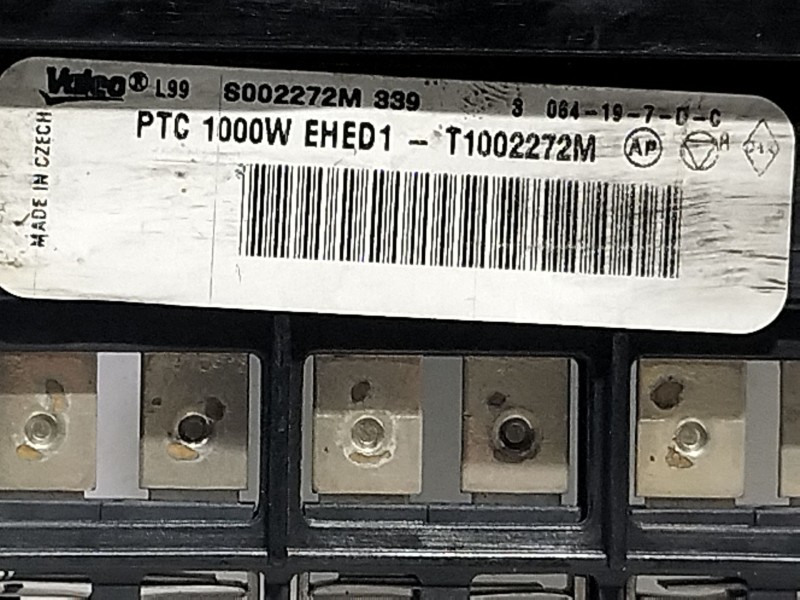 Valeo® L99 S002272M 339 3 064-19-7-D-C
PTC 1000W EHED1 - T1002272M AP
MADE IN CZECH